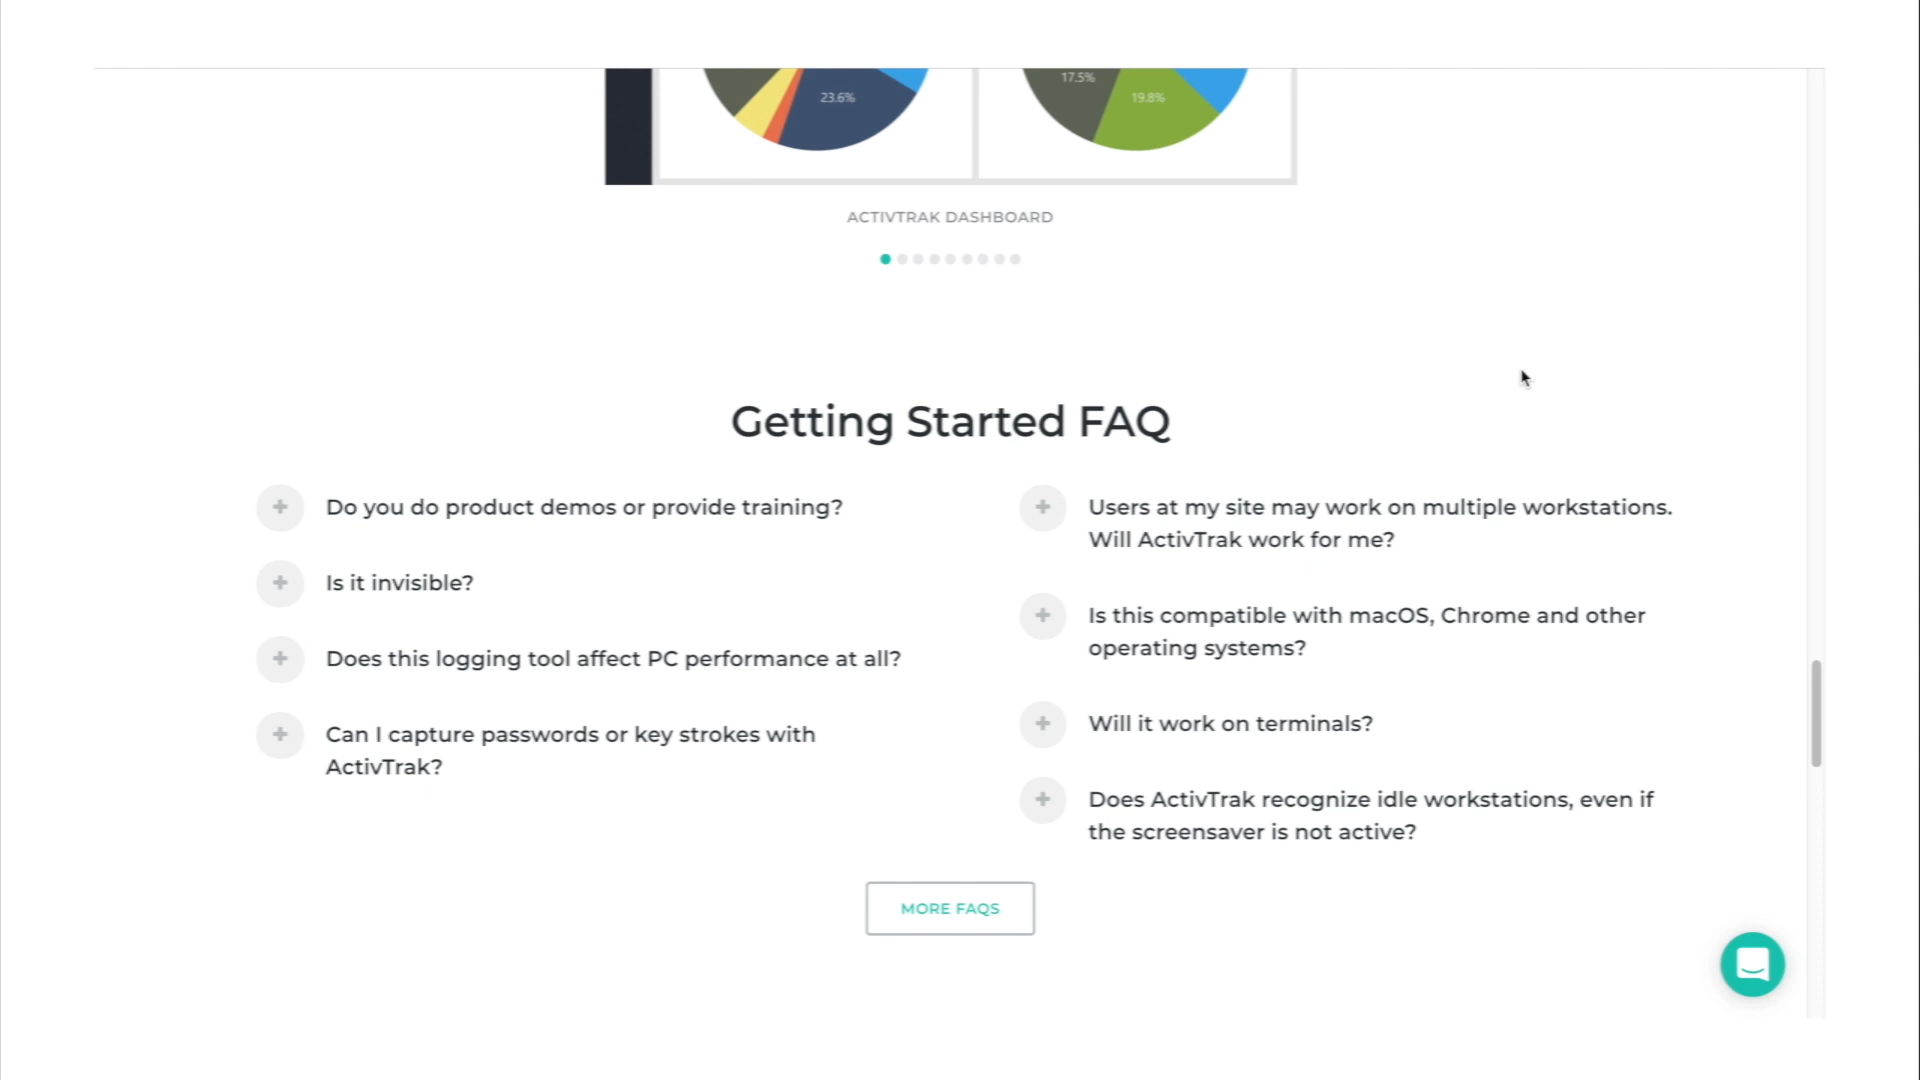 23.6%
17.5%
19.8%
ACTIVTRAK DASHBOARD
Getting Started FAQ
Do you do product demos or provide training?
Is it invisible?
Does this logging tool affect PC performance at all?
Can I capture passwords or key strokes with
ActivTrak?
Users at my site may work on multiple workstations.
Will ActivTrak work for me?
Is this compatible with macOS, Chrome and other
operating systems?
Will it work on terminals?
Does ActivTrak recognize idle workstations, even if
the screensaver is not active?
MORE FAQS